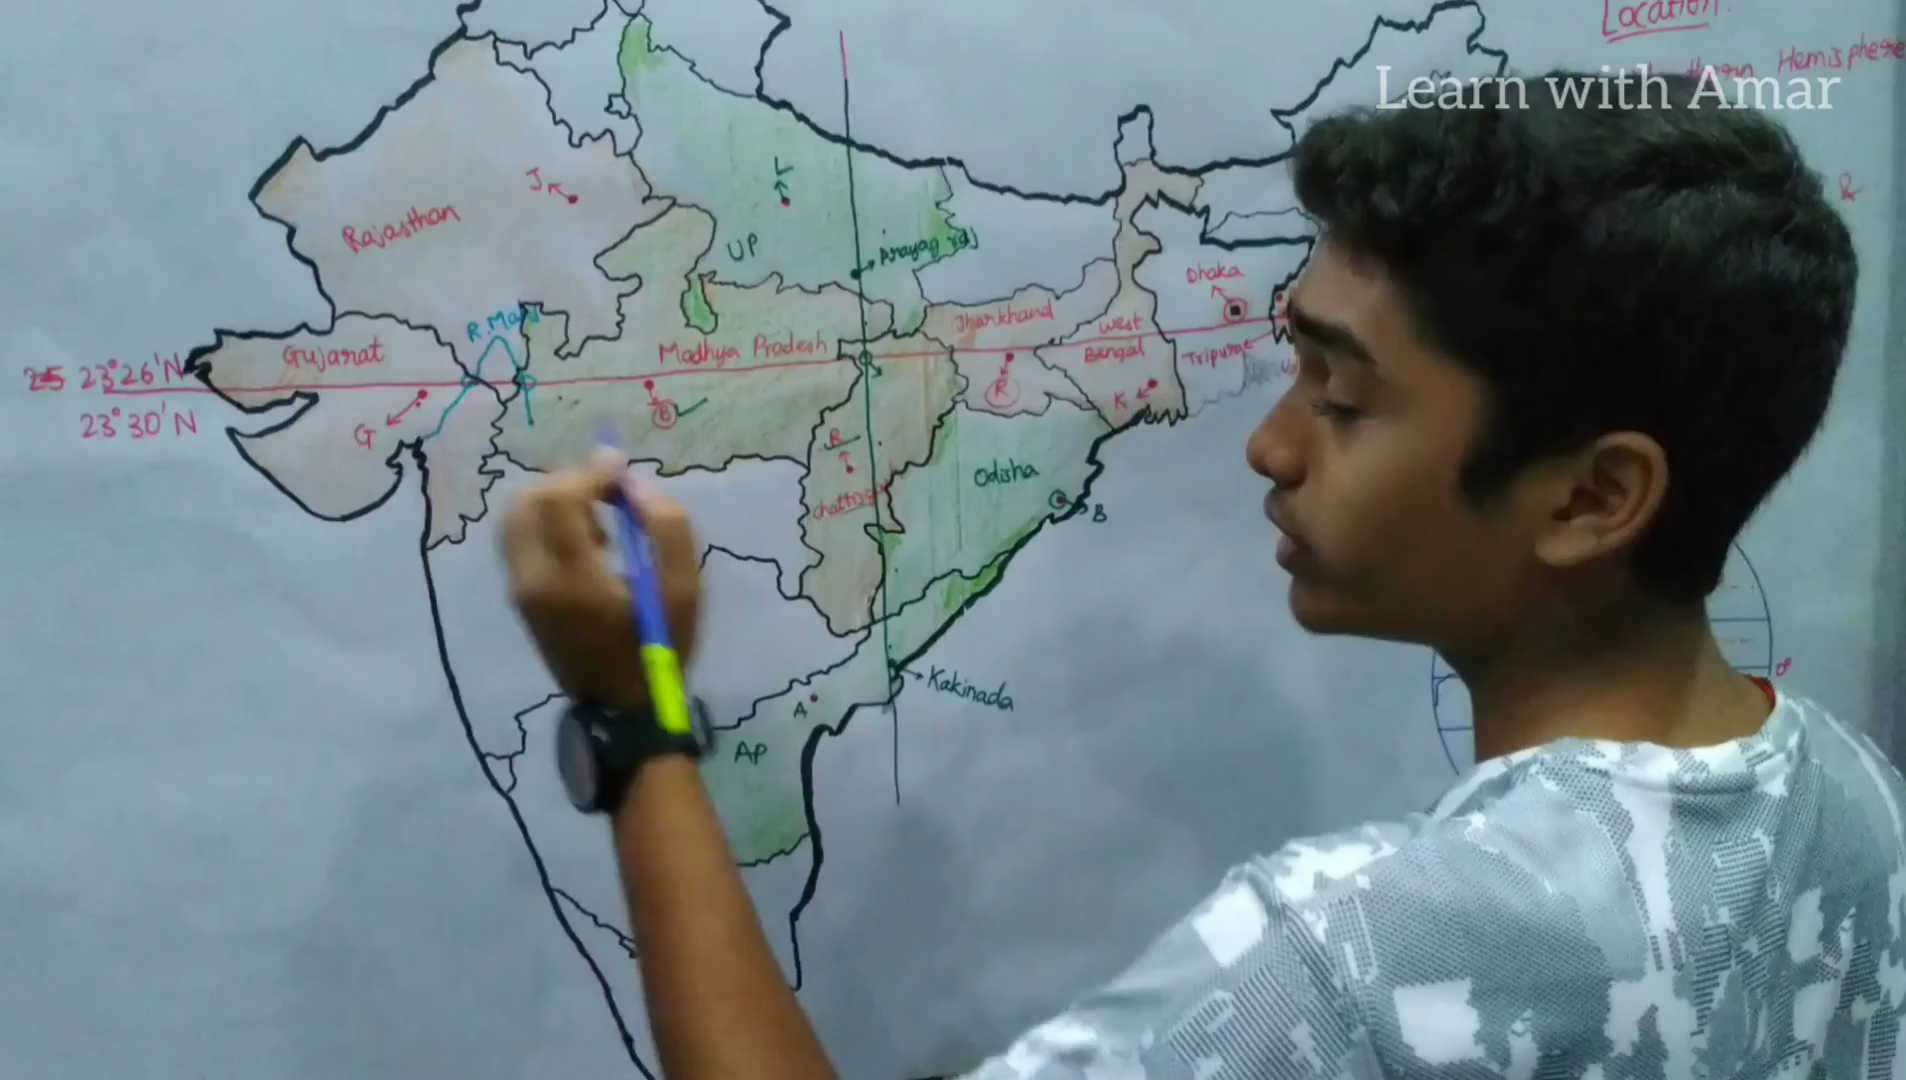 Location:
Hemisphere
Learn with Amar
&
J
L
Rajasthan
UP
Prayag raj
Dhaka
R. Mahi
Jharkhand
West
Bengal
Gujarat
Madhya Pradesh
Tripura
23°26'N
23°30'N
G
B
R
K
R
Odisha
B
Kakinada
A
AP
0°